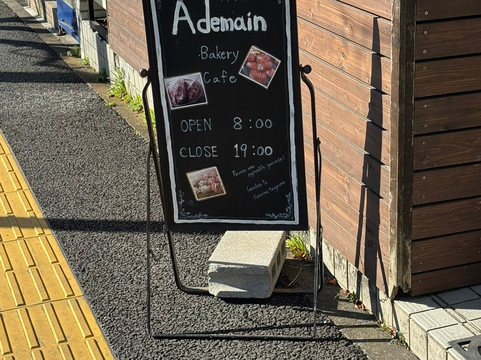 Ademain
Bakery
Cafe
OPEN 8:00
CLOSE 19:00